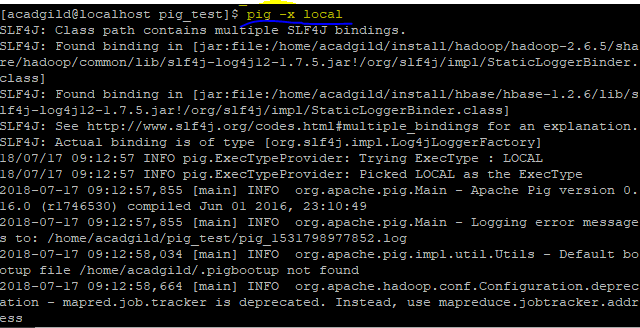 [acadgild@localhost pig_test]$ pig -x local
SLF4J: Class path contains multiple SLF4J bindings.
SLF4J: Found binding in [jar:file:/home/acadgild/install/hadoop/hadoop-2.6.5/sha
re/hadoop/common/lib/slf4j-log4j12-1.7.5.jar!/org/slf4j/impl/StaticLoggerBinder.
class]
SLF4J: Found binding in [jar:file:/home/acadgild/install/hbase/hbase-1.2.6/lib/s
lf4j-log4j12-1.7.5.jar!/org/slf4j/impl/StaticLoggerBinder.class]
SLF4J: See http://www.slf4j.org/codes.html#multiple_bindings for an explanation.
SLF4J: Actual binding is of type [org.slf4j.impl.Log4jLoggerFactory]
18/07/17 09:12:57 INFO pig.ExecTypeProvider: Trying ExecType : LOCAL
18/07/17 09:12:57 INFO pig.ExecTypeProvider: Picked LOCAL as the ExecType
2018-07-17 09:12:57,855 [main] INFO  org.apache.pig.Main - Apache Pig version 0.
16.0 (r1746530) compiled Jun 01 2016, 23:10:49
2018-07-17 09:12:57,855 [main] INFO  org.apache.pig.Main - Logging error message
s to: /home/acadgild/pig_test/pig_1531798977852.log
2018-07-17 09:12:58,034 [main] INFO  org.apache.pig.impl.util.Utils - Default bo
otup file /home/acadgild/.pigbootup not found
2018-07-17 09:12:58,664 [main] INFO  org.apache.hadoop.conf.Configuration.deprec
ation - mapred.job.tracker is deprecated. Instead, use mapreduce.jobtracker.addr
ess